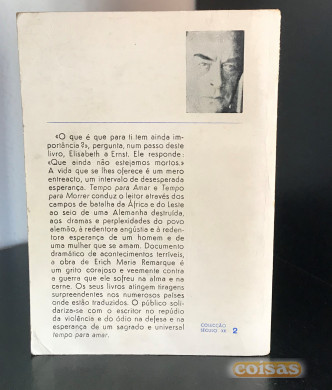 «O que é que para ti tem ainda im-
portância?», pergunta, num passo deste
livro, Elisabeth a Ernst. Ele responde:
«Que ainda não estejamos mortos.»
A vida que se lhes oferece é um mero
entreacto, um intervalo de desesperada
esperança. Tempo para Amar e Tempo
para Morrer conduz o leitor através dos
campos de batalha da África e do Leste
ao seio de uma Alemanha destruída,
aos dramas e perplexidades do povo
alemão, à redentora angústia e à reden-
tora esperança de um homem e de
uma mulher que se amam. Documento
dramático de acontecimentos terríveis,
a obra de Erich Maria Remarque é
um grito corajoso e veemente contra
a guerra que ele sofreu na alma e na
carne. Os seus livros atingem tiragens
surpreendentes nos numerosos países
onde estão traduzidos. O público soli-
dariza-se com o escritor no repúdio
da violência e do ódio na defesa e na
esperança de um sagrado e universal
tempo para amar.
COLECÇÃO
SÉCULO XX 2
coisas